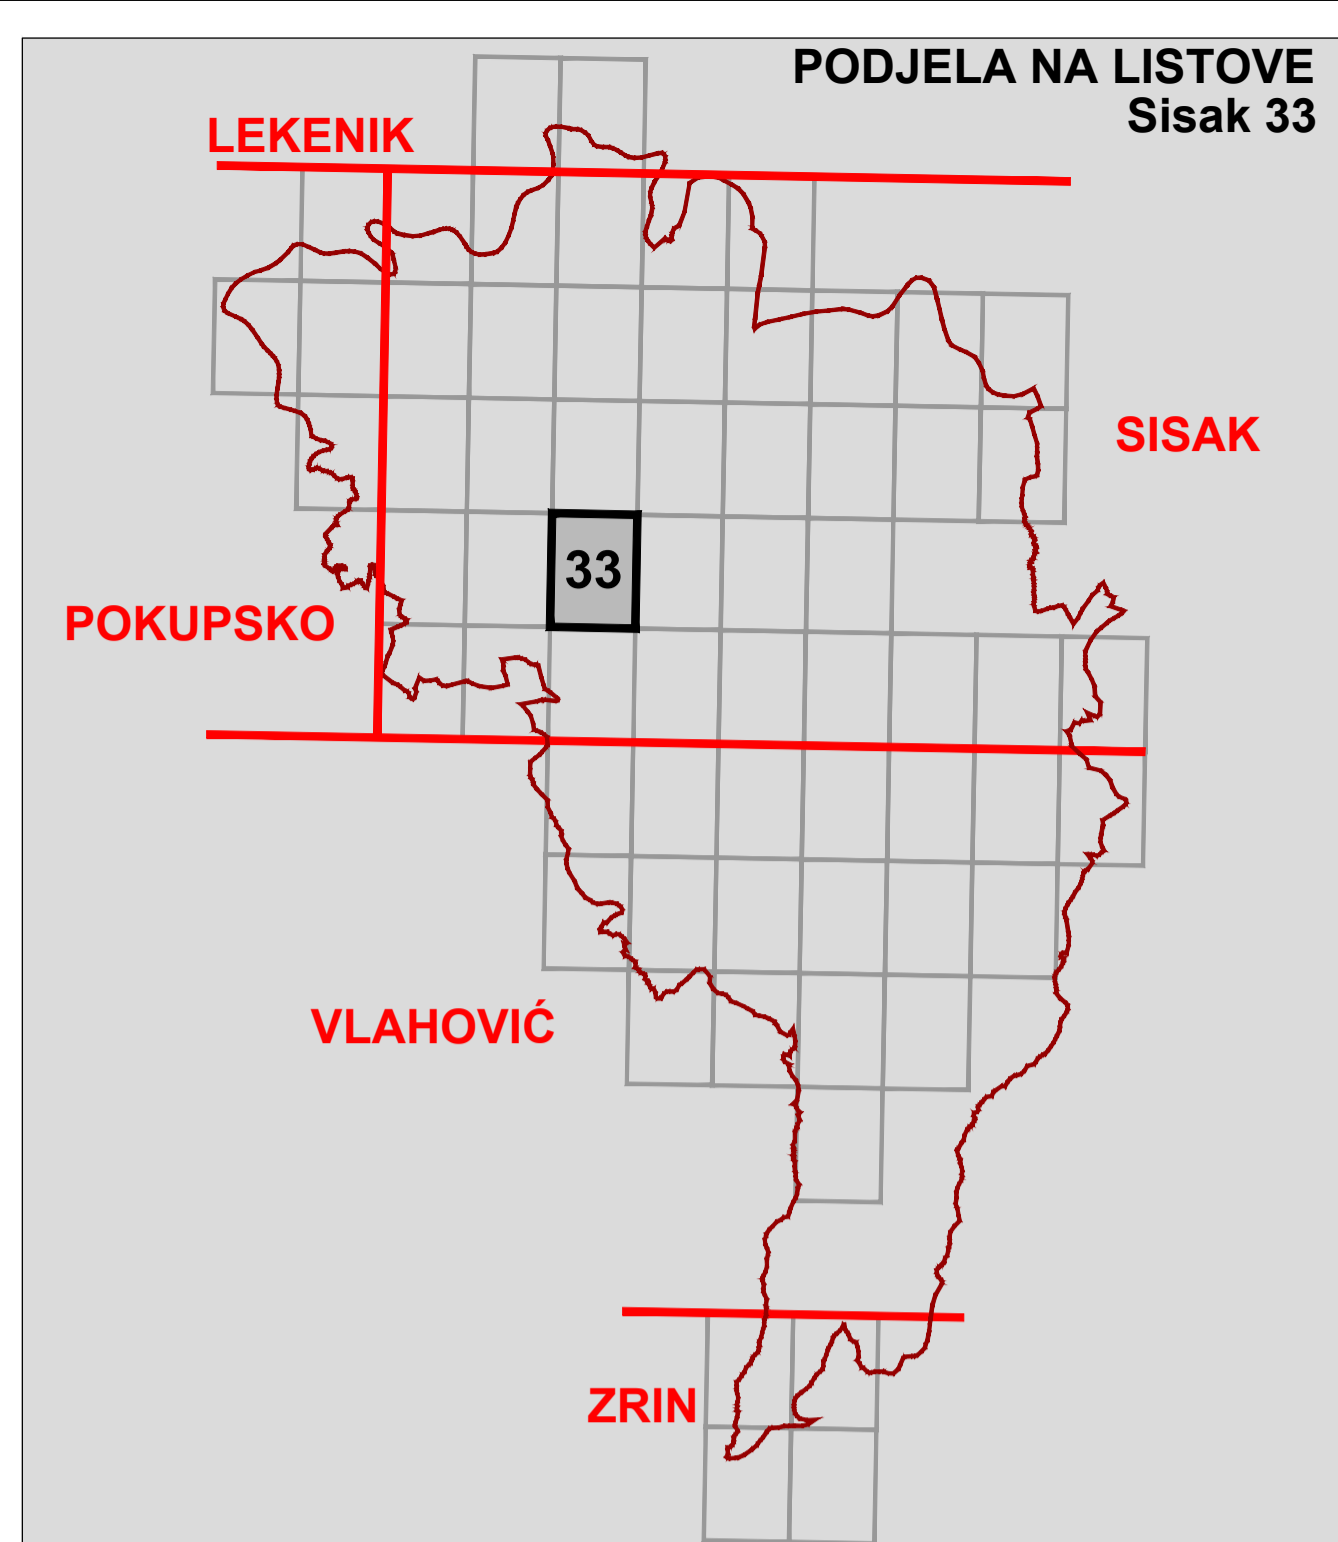 PODJELA NA LISTOVE
Sisak 33
LEKENIK
SISAK
33
POKUPSKO
VLAHOVIĆ
ZRIN